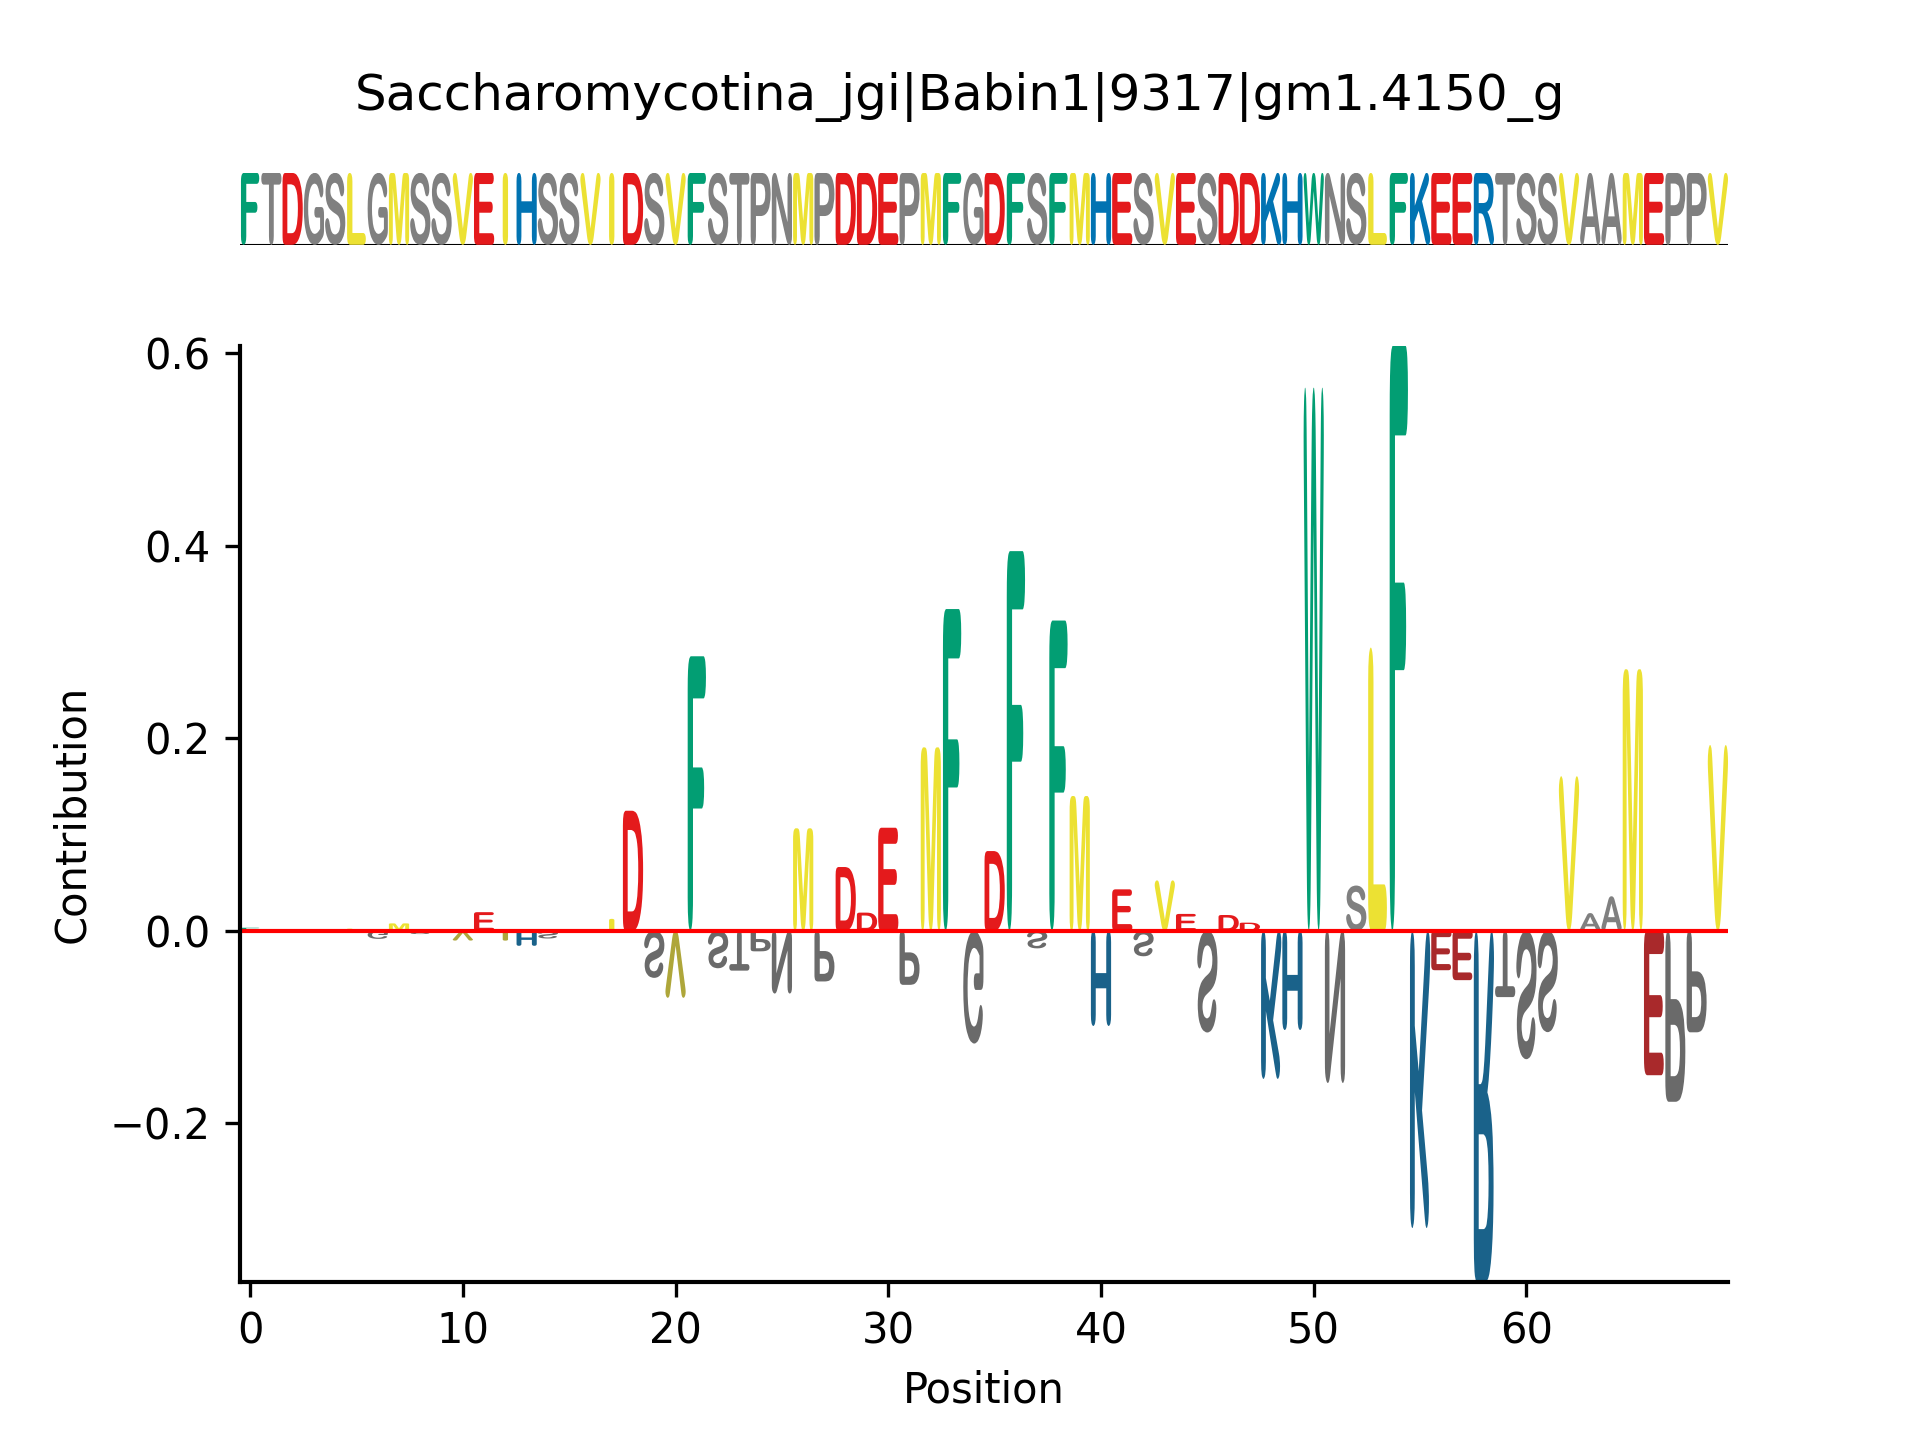 Saccharomycotina_jgi|Babin1|9317|gm1.4150_g
FTDGSLGMSSVEIHSSVIDSVFSTPNMPDDEPMFGDFSFMHESVESDDKHWNSLFKEERTSSVAAMEPPV
0.6
0.4
0.2
0.0
−0.2
Contribution
0 10 20 30 40 50 60
Position